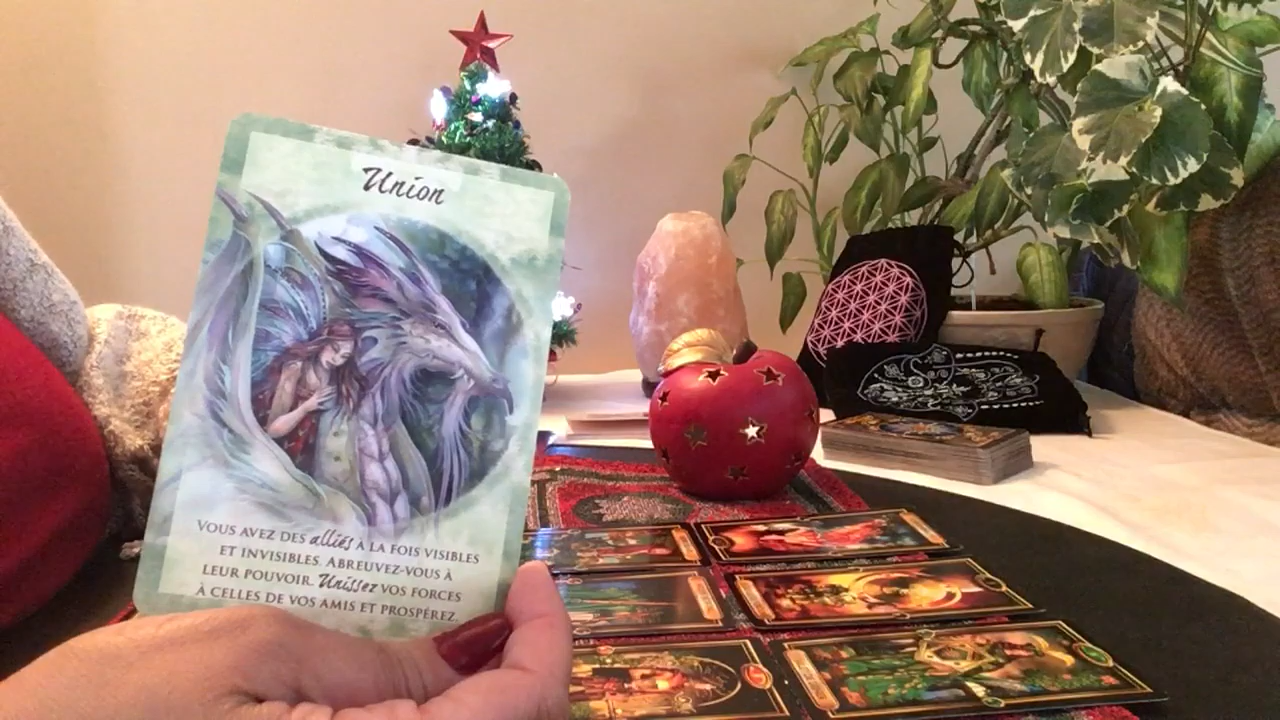 Union
Vous avez des alliés à la fois visibles
et invisibles. Abreuvez-vous à
leur pouvoir. Unissez vos forces
à celles de vos amis et prospérez.